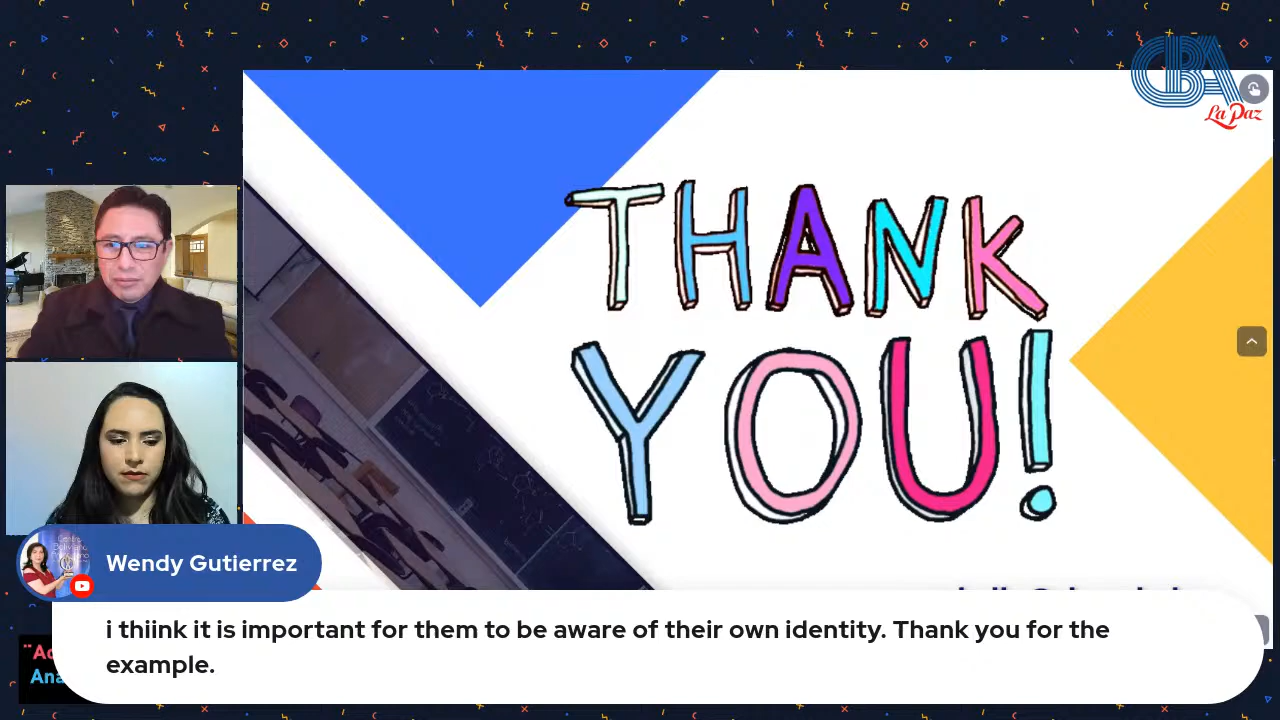 CBA
La Paz
THANK
YOU!
Wendy Gutierrez
i thiink it is important for them to be aware of their own identity. Thank you for the
example.